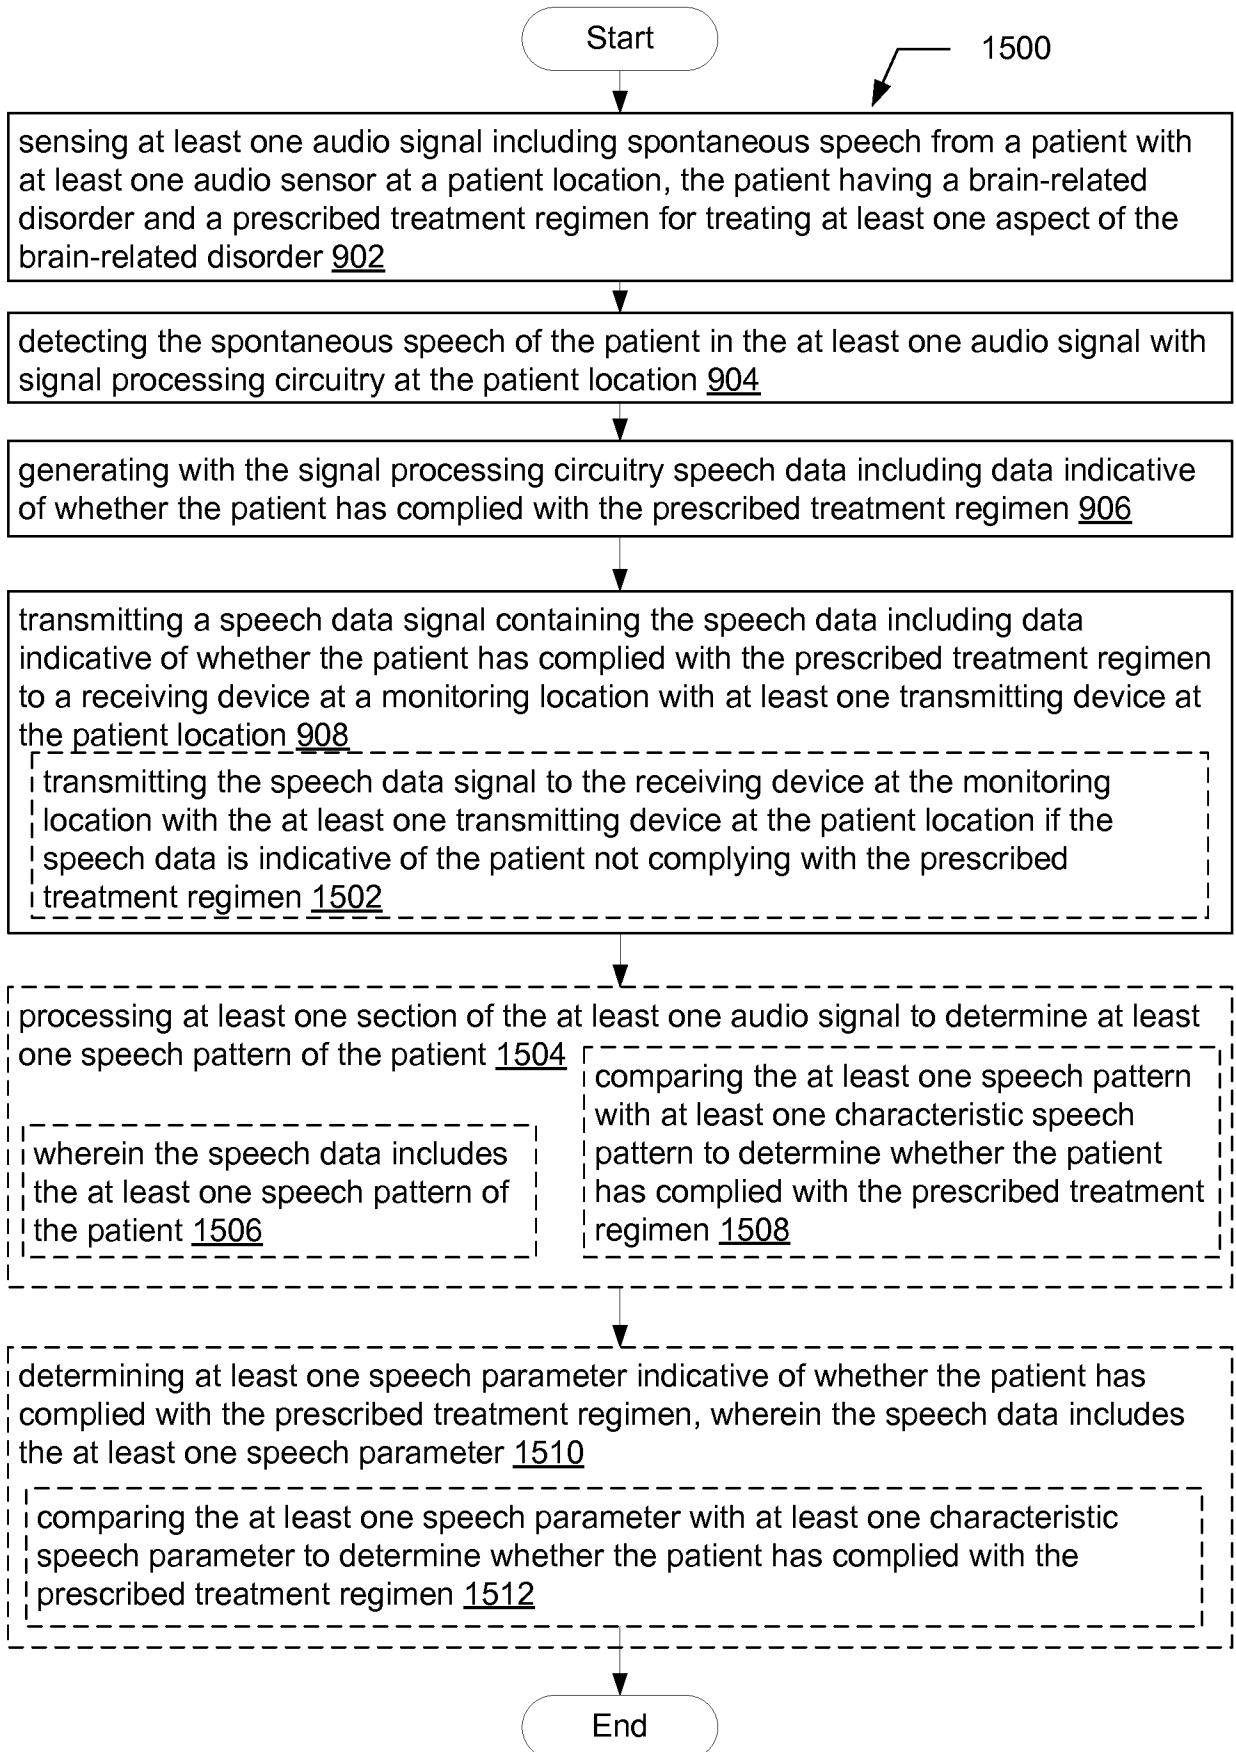 Start
1500
sensing at least one audio signal including spontaneous speech from a patient with
at least one audio sensor at a patient location, the patient having a brain-related
disorder and a prescribed treatment regimen for treating at least one aspect of the
brain-related disorder 902
detecting the spontaneous speech of the patient in the at least one audio signal with
signal processing circuitry at the patient location 904
generating with the signal processing circuitry speech data including data indicative
of whether the patient has complied with the prescribed treatment regimen 906
transmitting a speech data signal containing the speech data including data
indicative of whether the patient has complied with the prescribed treatment regimen
to a receiving device at a monitoring location with at least one transmitting device at
the patient location 908
transmitting the speech data signal to the receiving device at the monitoring
location with the at least one transmitting device at the patient location if the
speech data is indicative of the patient not complying with the prescribed
treatment regimen 1502
processing at least one section of the at least one audio signal to determine at least
one speech pattern of the patient 1504
wherein the speech data includes
the at least one speech pattern of
the patient 1506
comparing the at least one speech pattern
with at least one characteristic speech
pattern to determine whether the patient
has complied with the prescribed treatment
regimen 1508
determining at least one speech parameter indicative of whether the patient has
complied with the prescribed treatment regimen, wherein the speech data includes
the at least one speech parameter 1510
comparing the at least one speech parameter with at least one characteristic
speech parameter to determine whether the patient has complied with the
prescribed treatment regimen 1512
End